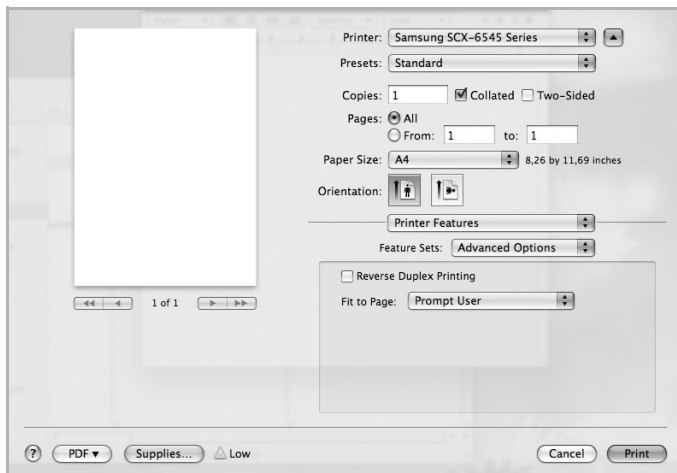 Printer: Samsung SCX-6545 Series
Presets: Standard
Copies: 1 Collated Two-Sided
Pages: All
From: 1 to: 1
Paper Size: A4 8,26 by 11,69 inches
Orientation:
Printer Features
Feature Sets: Advanced Options
Reverse Duplex Printing
Fit to Page: Prompt User
1 of 1
? PDF Supplies... Low Cancel Print